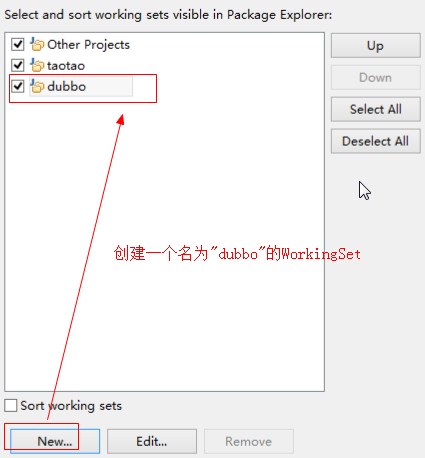 Select and sort working sets visible in Package Explorer:
Other Projects
taotao
dubbo
Up
Down
Select All
Deselect All
创建一个名为"dubbo"的WorkingSet
Sort working sets
New...
Edit...
Remove